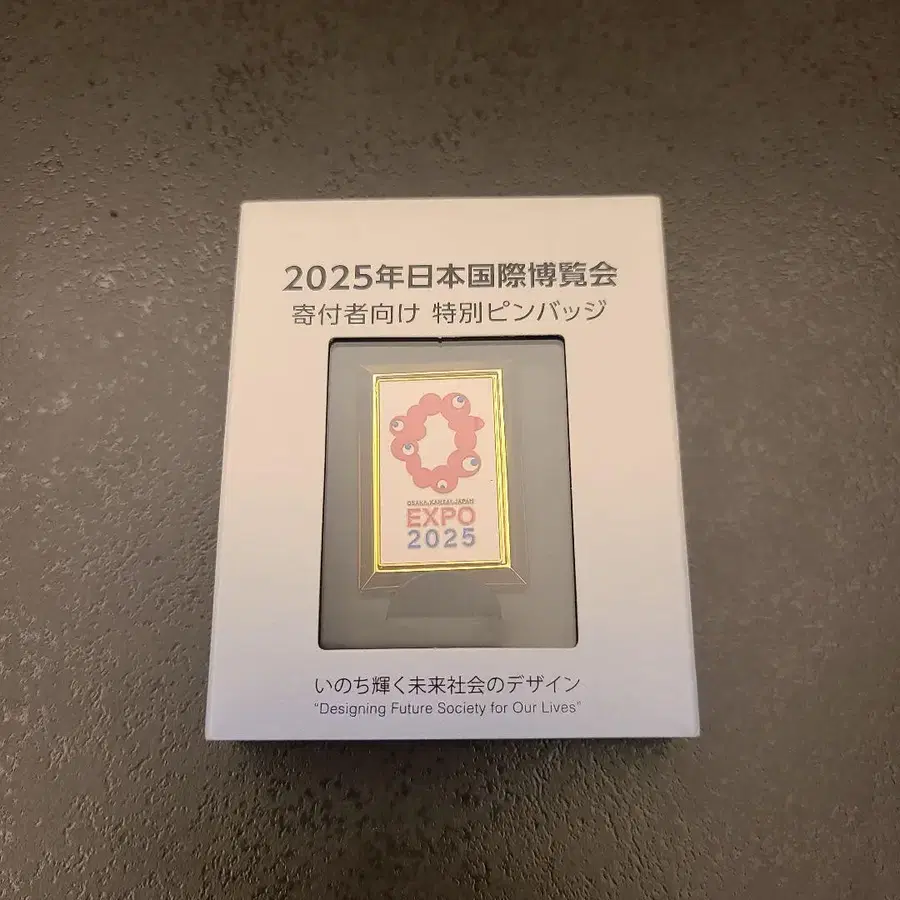 2025年日本国際博覧会
寄付者向け 特別ピンバッジ
OSAKA, KANSAI, JAPAN
EXPO
2025
いのち輝く未来社会のデザイン
“Designing Future Society for Our Lives”